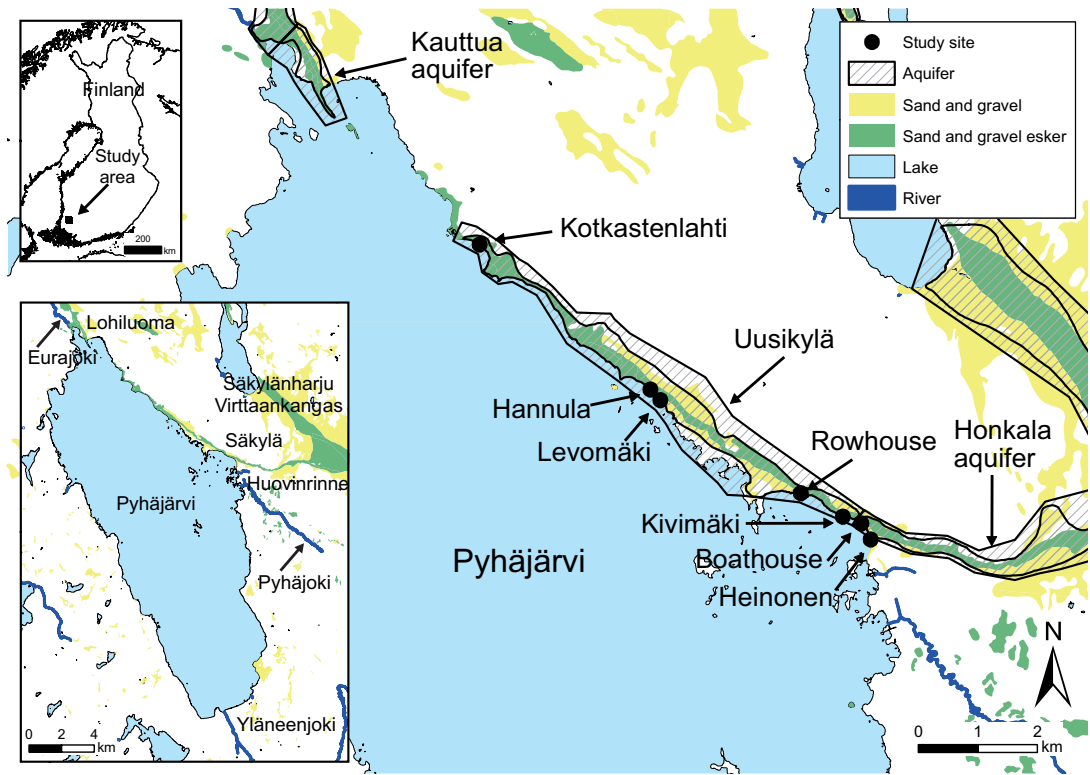 Finland
Study
area
200
km
Kauttua
aquifer
Study site
Aquifer
Sand and gravel
Sand and gravel esker
Lake
River
Kotkastenlahti
Uusikylä
Hannula
Levomäki
Rowhouse
Honkala
aquifer
Kivimäki
Boathouse
Heinonen
Pyhäjärvi
N
0 1 2
km
Lohiluoma
Eurajoki
Säkylänharju
Virttaankangas
Säkylä
Huovinrinne
Pyhäjärvi
Pyhäjoki
Yläneenjoki
0 2 4
km